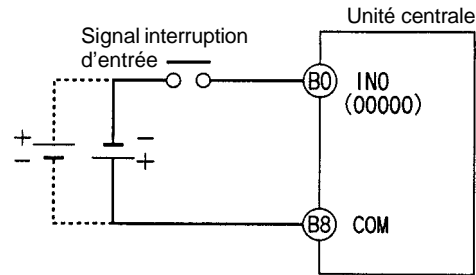 Unité centrale
Signal interruption
d'entrée
B0 IN0
(00000)
+ -
- +
B8 COM